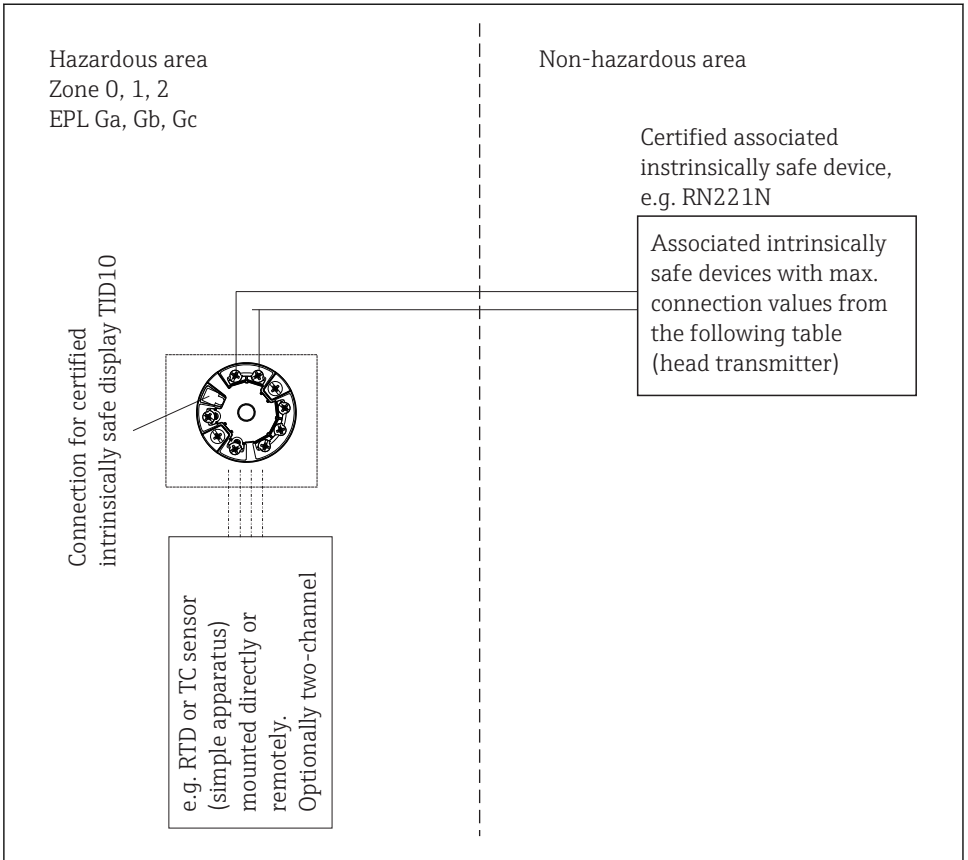 Hazardous area
Zone 0, 1, 2
EPL Ga, Gb, Gc
Non-hazardous area
Certified associated
instrinsically safe device,
e.g. RN221N
Associated intrinsically
safe devices with max.
connection values from
the following table
(head transmitter)
Connection for certified
intrinsically safe display TID10
e.g. RTD or TC sensor
(simple apparatus)
mounted directly or
remotely.
Optionally two-channel